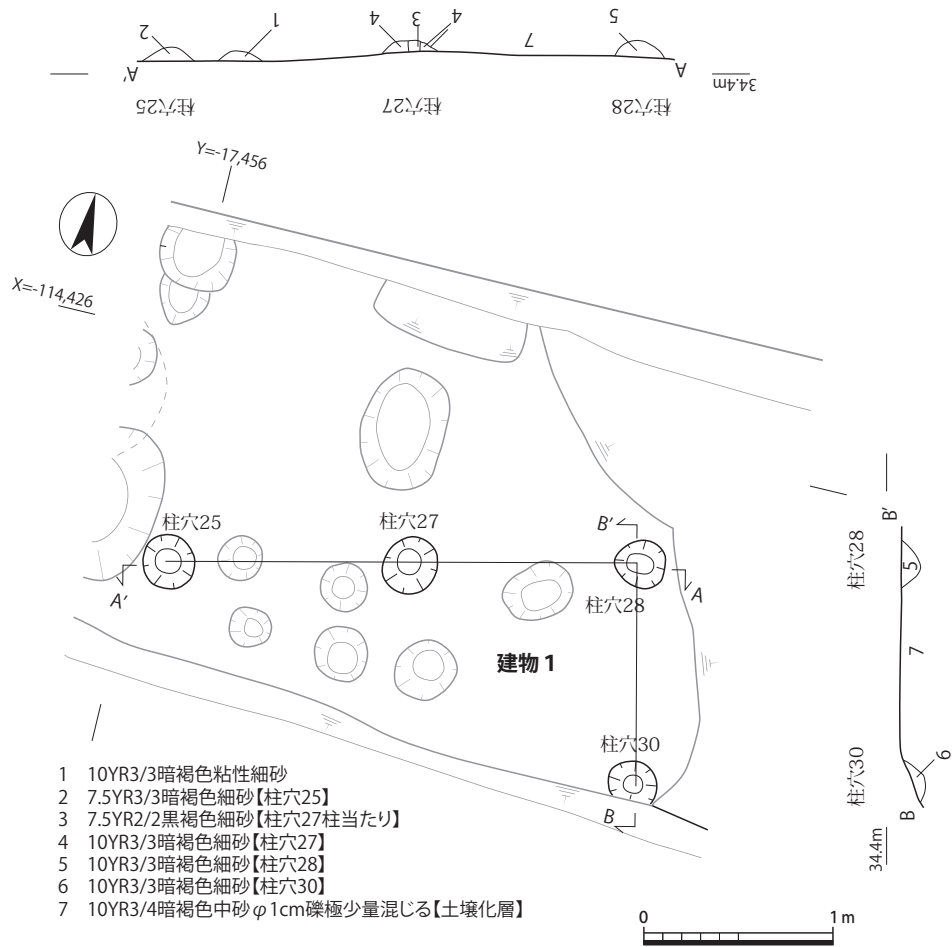 2
4
3
4
1
5
7
A'
A
34.4m
柱穴25
柱穴27
柱穴28
Y=-17,456
X=-114,426
柱穴25
柱穴27
B'
A'
柱穴28
A
建物 1
柱穴30
B
B'
柱穴28
5
7
柱穴30
6
B
34.4m
1 10YR3/3暗褐色粘性細砂
2 7.5YR3/3暗褐色細砂【柱穴25】
3 7.5YR2/2黒褐色細砂【柱穴27柱当たり】
4 10YR3/3暗褐色細砂【柱穴27】
5 10YR3/3暗褐色細砂【柱穴28】
6 10YR3/3暗褐色細砂【柱穴30】
7 10YR3/4暗褐色中砂φ1cm礫極少量混じる【土壌化層】
0 1m